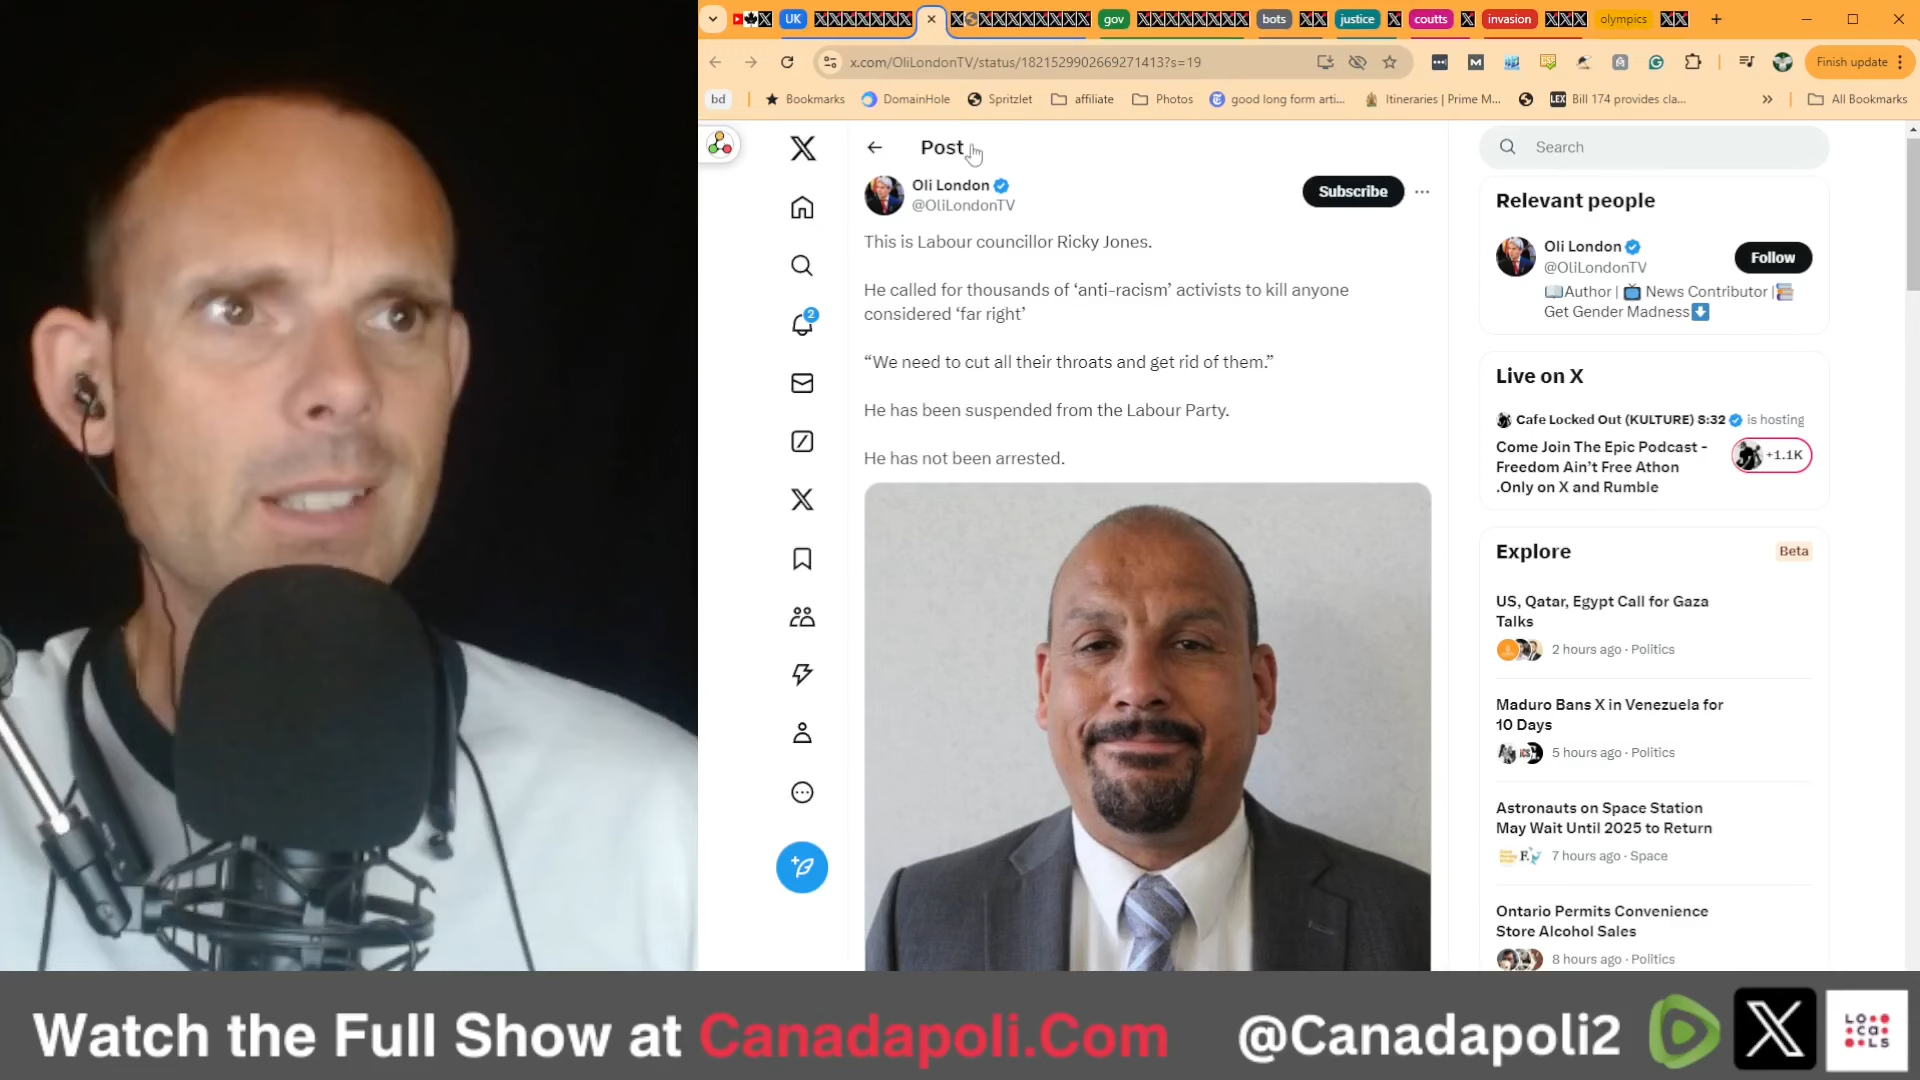 UK
gov
bots
justice
coutts
invasion
olympics
x.com/OliLondonTV/status/1821529902669271413?s=19
Finish update
bd
Bookmarks
DomainHole
Spritzlet
affiliate
Photos
good long form arti...
Itineraries | Prime M...
LEX
Bill 174 provides cla...
All Bookmarks
Post
Search
Oli London
@OliLondonTV
Subscribe
This is Labour councillor Ricky Jones.
He called for thousands of ‘anti-racism’ activists to kill anyone
considered ‘far right’
“We need to cut all their throats and get rid of them.”
He has been suspended from the Labour Party.
He has not been arrested.
2
Relevant people
Oli London
@OliLondonTV
Follow
Author | News Contributor |
Get Gender Madness
Live on X
Cafe Locked Out (KULTURE) 8:32 is hosting
Come Join The Epic Podcast -
Freedom Ain’t Free Athon
.Only on X and Rumble
+1.1K
Explore
Beta
US, Qatar, Egypt Call for Gaza
Talks
2 hours ago · Politics
Maduro Bans X in Venezuela for
10 Days
5 hours ago · Politics
Astronauts on Space Station
May Wait Until 2025 to Return
7 hours ago · Space
Ontario Permits Convenience
Store Alcohol Sales
8 hours ago · Politics
Watch the Full Show at Canadapoli.Com
@Canadapoli2
LO
CA
LS